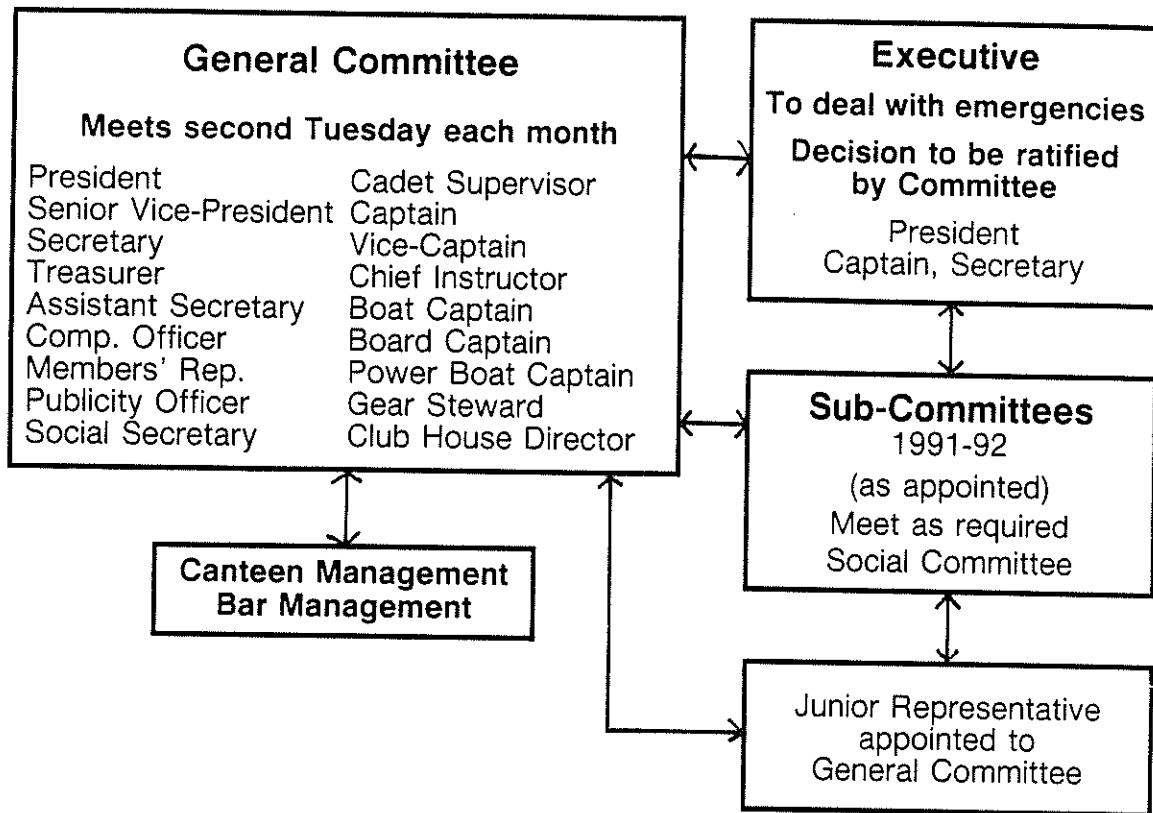 General Committee
Meets second Tuesday each month
President
Senior Vice-President
Secretary
Treasurer
Assistant Secretary
Comp. Officer
Members' Rep.
Publicity Officer
Social Secretary
Cadet Supervisor
Captain
Vice-Captain
Chief Instructor
Boat Captain
Board Captain
Power Boat Captain
Gear Steward
Club House Director
Executive
To deal with emergencies
Decision to be ratified
by Committee
President
Captain, Secretary
Sub-Committees
1991-92
(as appointed)
Meet as required
Social Committee
Canteen Management
Bar Management
Junior Representative
appointed to
General Committee